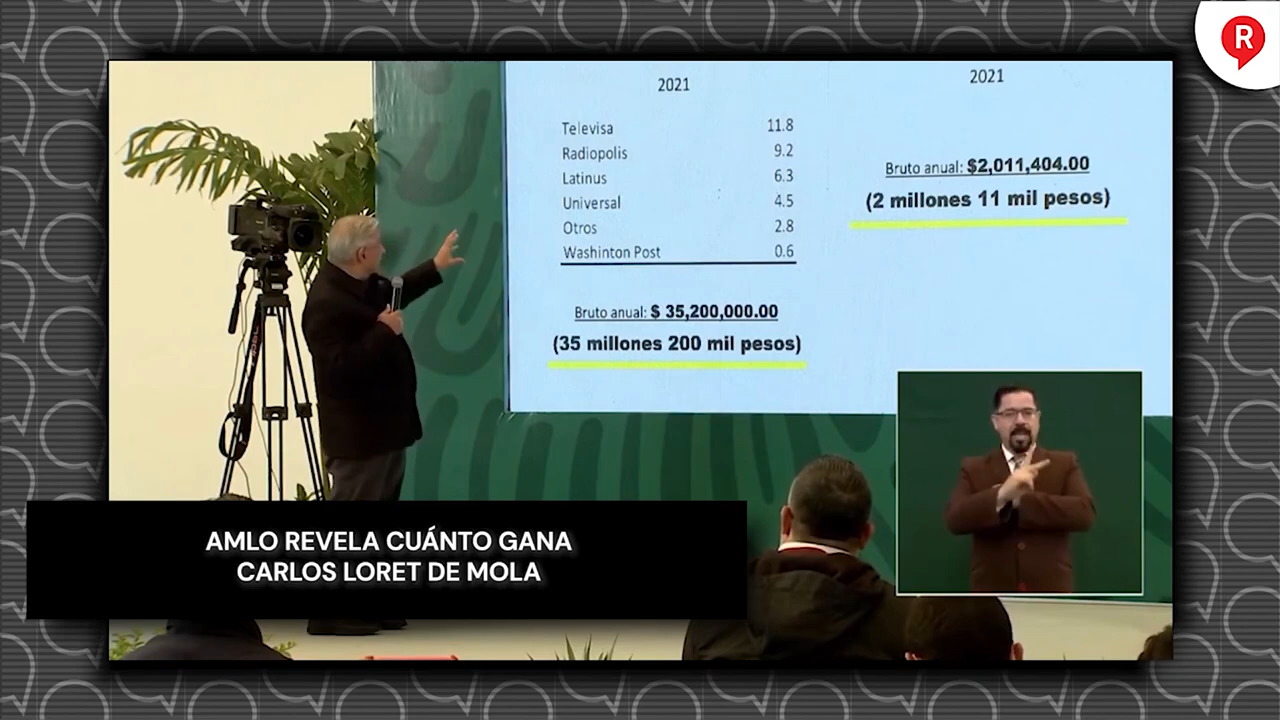 R
2021
Televisa 11.8
Radiopolis 9.2
Latinus 6.3
Universal 4.5
Otros 2.8
Washinton Post 0.6
Bruto anual: $ 35,200,000.00
(35 millones 200 mil pesos)
2021
Bruto anual: $2,011,404.00
(2 millones 11 mil pesos)
AMLO REVELA CUÁNTO GANA
CARLOS LORET DE MOLA